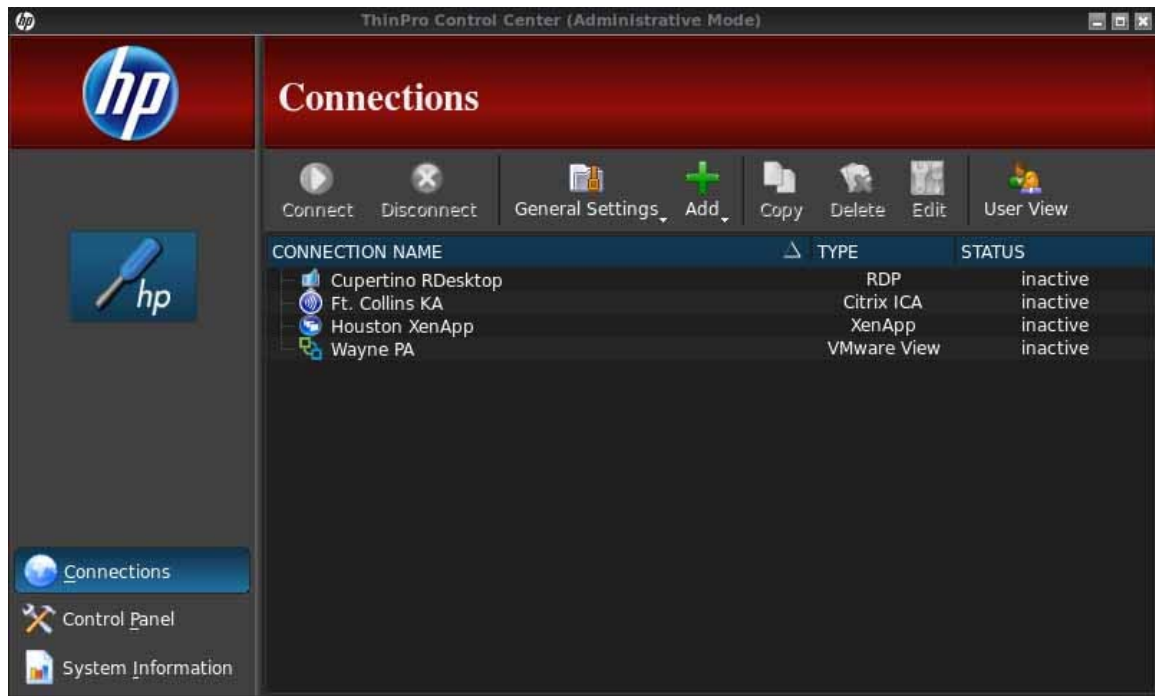 hp
ThinPro Control Center (Administrative Mode)
hp
Connections
Connect Disconnect General Settings Add Copy Delete Edit User View
hp
CONNECTION NAME TYPE STATUS
Cupertino RDesktop RDP inactive
Ft. Collins KA Citrix ICA inactive
Houston XenApp XenApp inactive
Wayne PA VMware View inactive
Connections
Control Panel
System Information